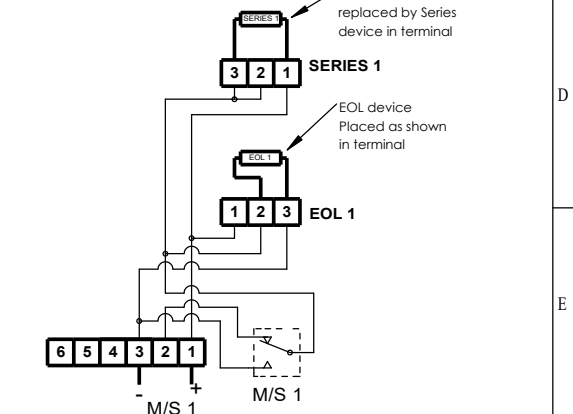 replaced by Series
device in terminal
SERIES 1
3 2 1 SERIES 1
D
EOL device
Placed as shown
in terminal
EOL 1
1 2 3 EOL 1
E
6 5 4 3 2 1
- +
M/S 1
M/S 1